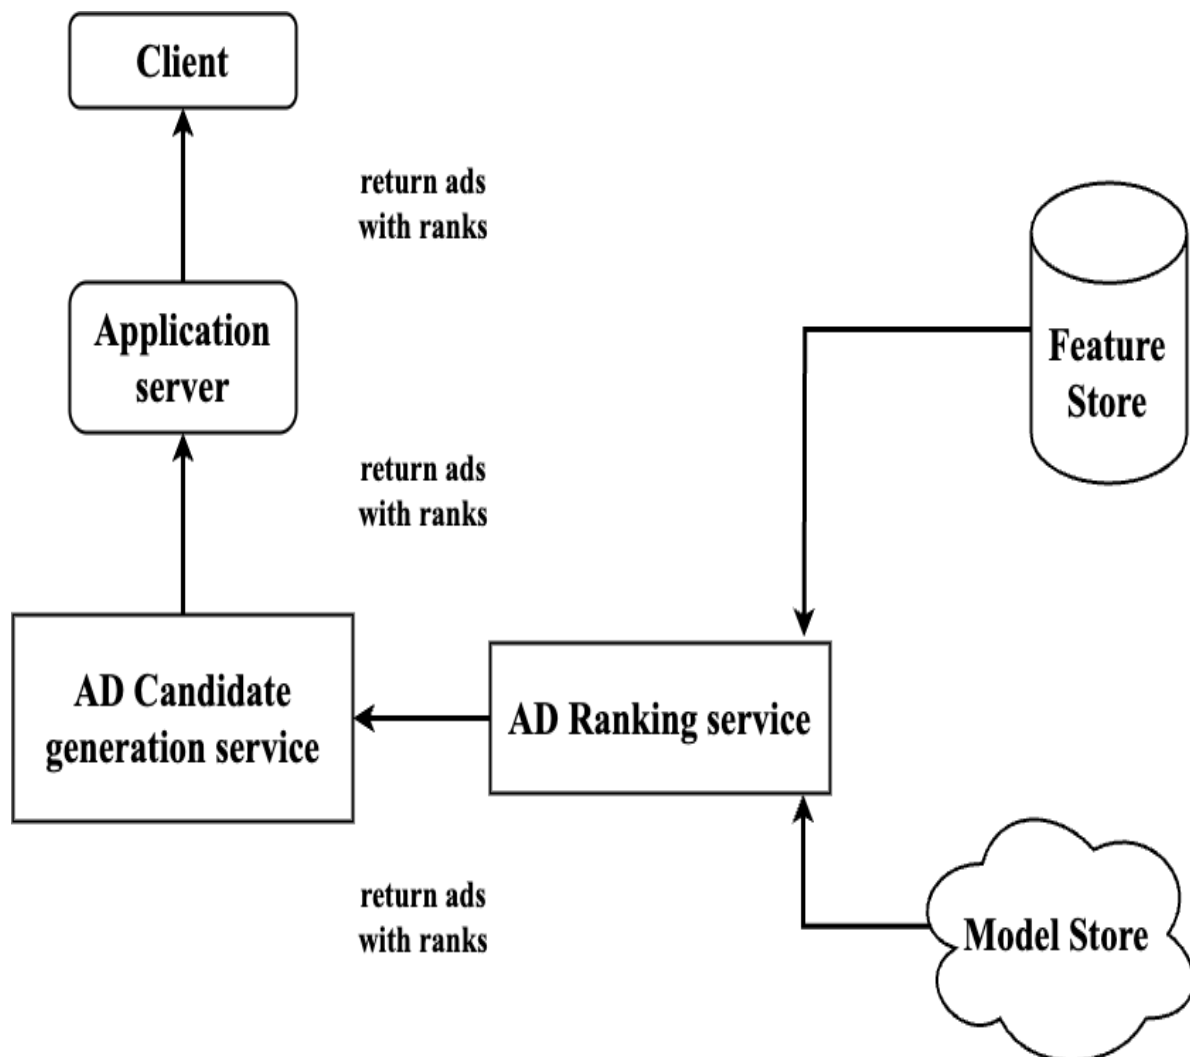 Client
return ads
with ranks
Application
server
Feature
Store
return ads
with ranks
AD Candidate
generation service
AD Ranking service
return ads
with ranks
Model Store